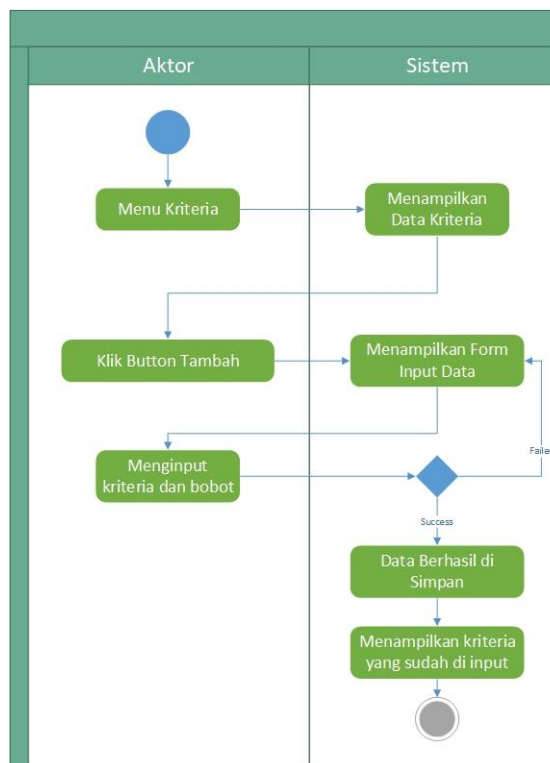 Aktor
Sistem
Menu Kriteria
Menampilkan
Data Kriteria
Klik Button Tambah
Menampilkan Form
Input Data
Menginput
kriteria dan bobot
Failed
Success
Data Berhasil di
Simpan
Menampilkan kriteria
yang sudah di input